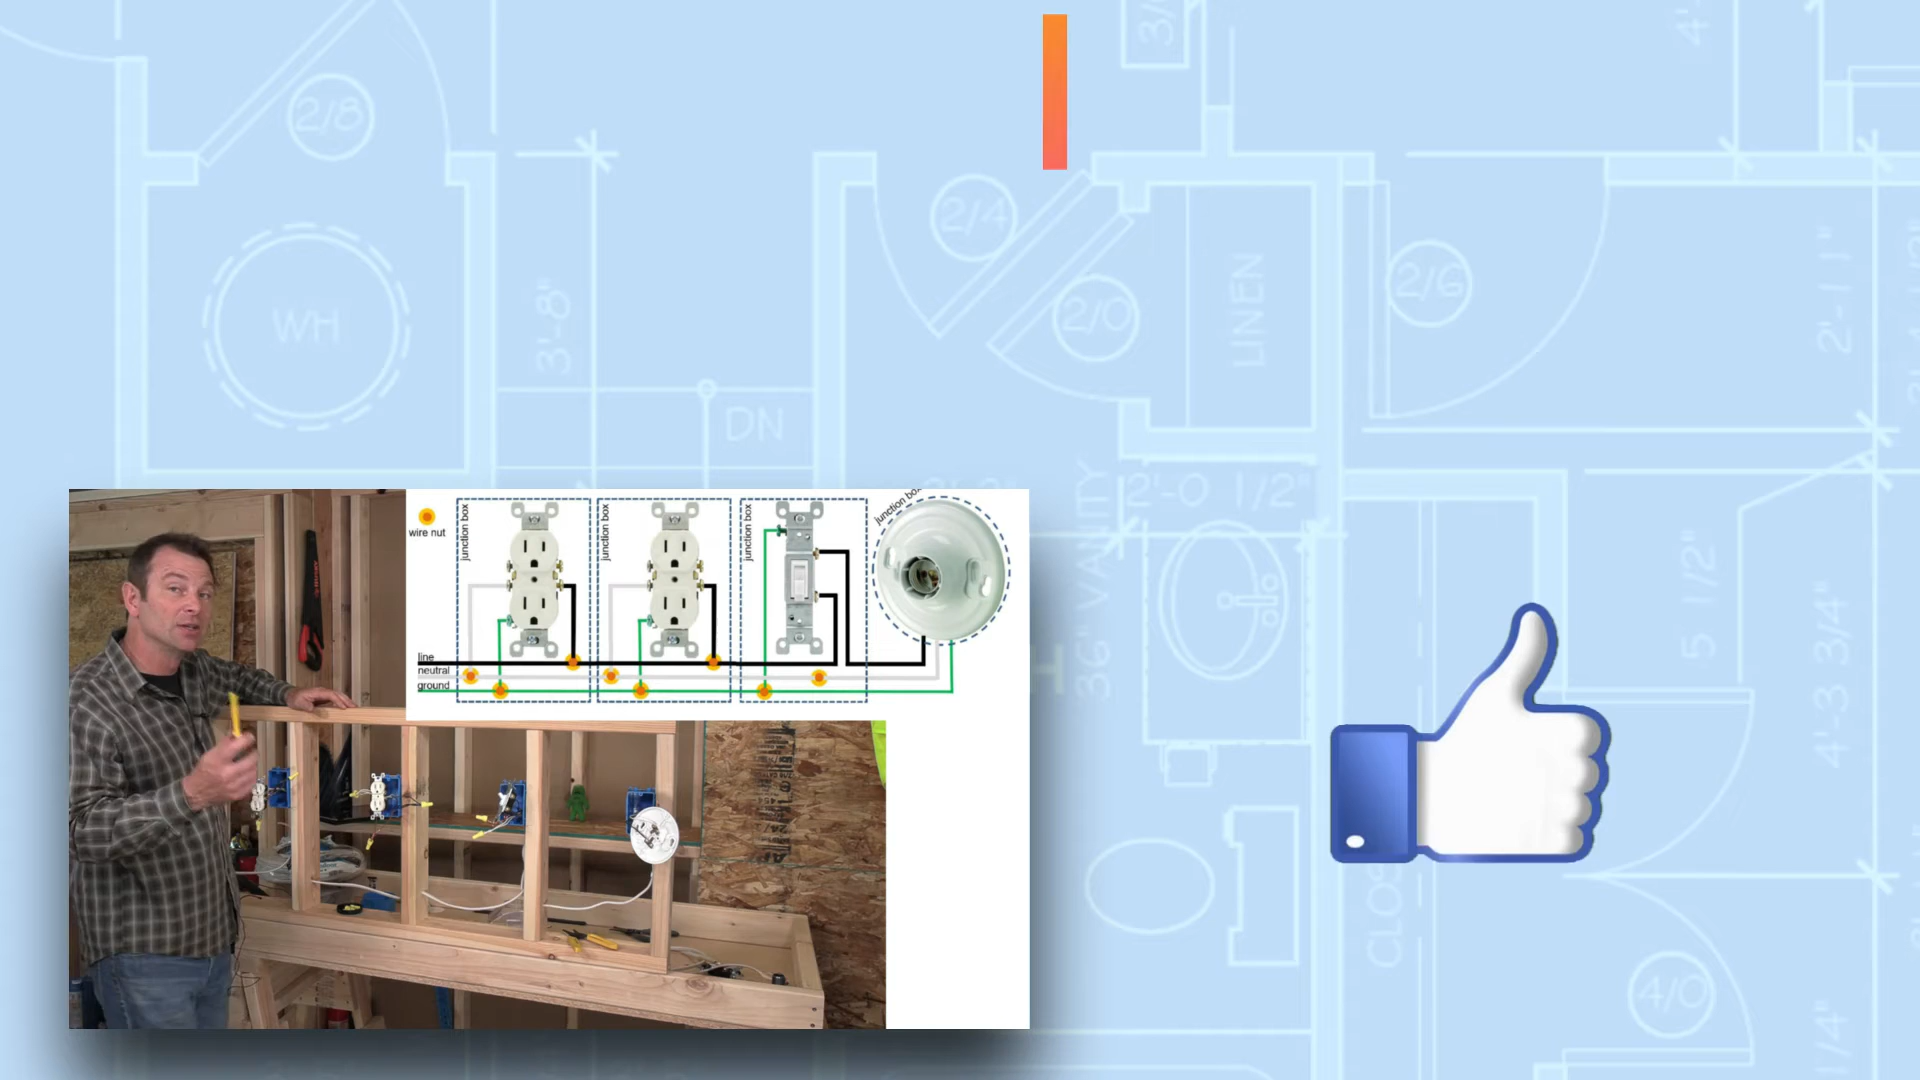 2/8
2/4
2/0
2/6
WH
3'-8"
DN
LINEN
2'-11"
2'-0 1/2"
36" VANITY
5 1/2"
4'-3 3/4"
4/0
wire nut
junction box
junction box
junction box
junction box
line
neutral
ground